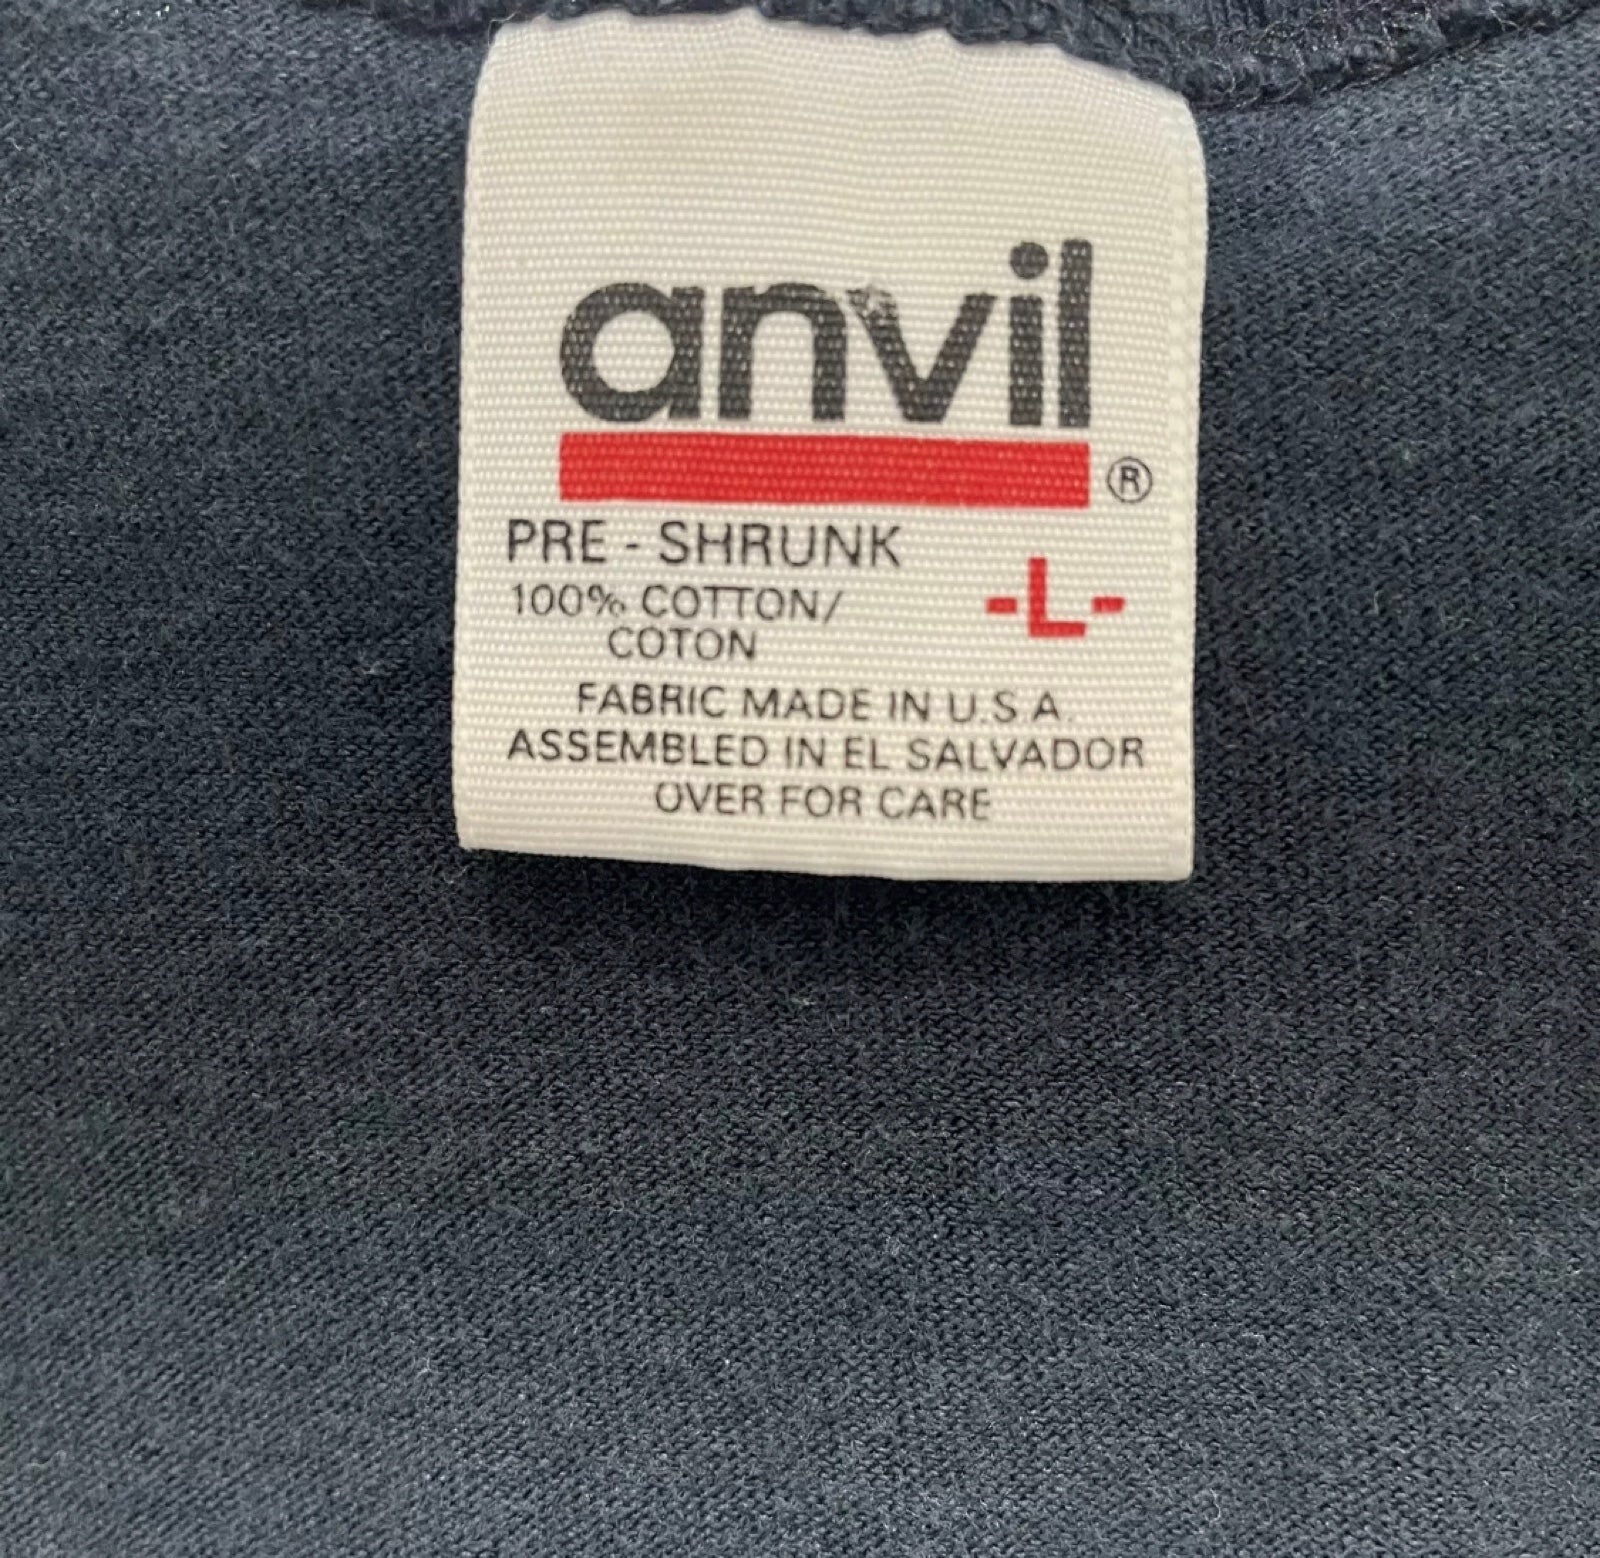 anvil
®
PRE - SHRUNK
100% COTTON/
COTON
-L-
FABRIC MADE IN U.S.A.
ASSEMBLED IN EL SALVADOR
OVER FOR CARE